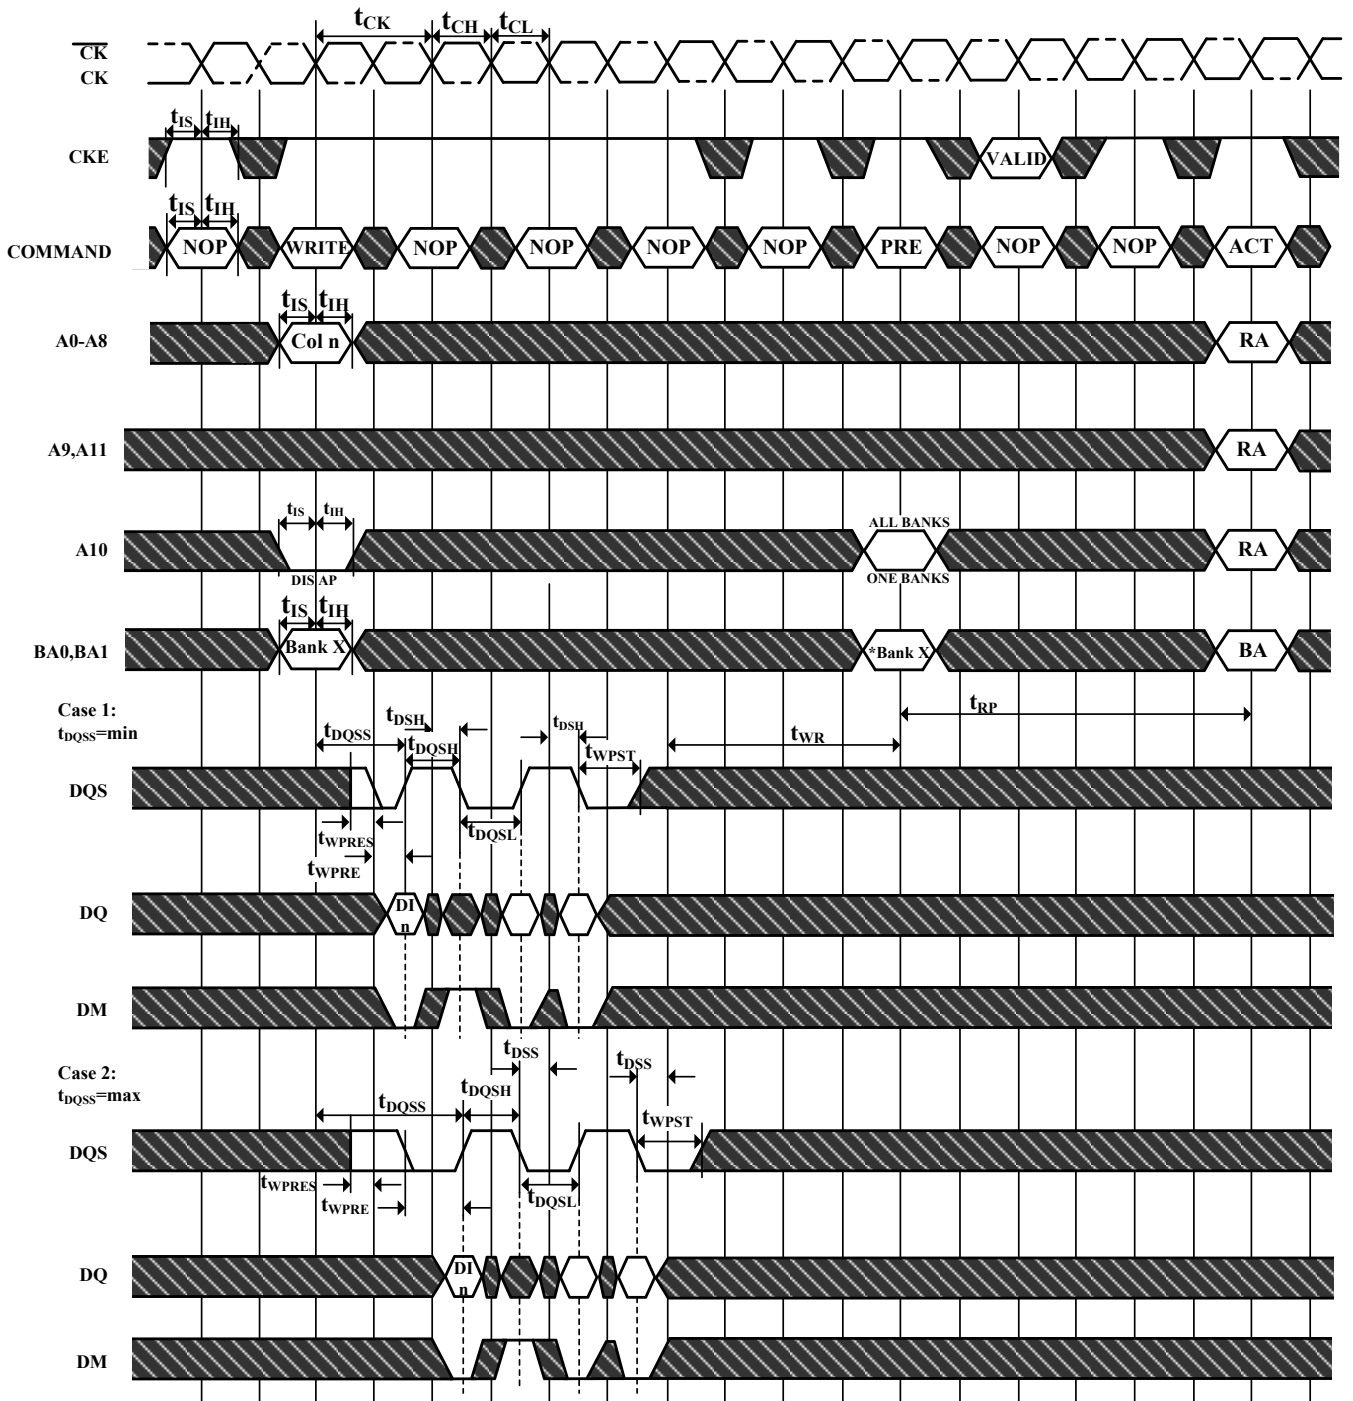 tCK tCH tCL
CK
CK
tIS tIH
CKE VALID
tIS tIH
COMMAND NOP WRITE NOP NOP NOP NOP PRE NOP NOP ACT
tIS tIH
A0-A8 Col n RA
A9,A11 RA
tIS tIH ALL BANKS
A10 RA
DIS AP ONE BANKS
tIS tIH
BA0,BA1 Bank X *Bank X BA
Case 1:
tDQSS=min
tDQSS tDSH tDQSH tDSH tWPST tWR tRP
DQS
tWPRES tDQSL
tWPRE
DQ DI
n
DM
Case 2:
tDQSS=max
tDQSS tDQSH tDSS tDSS tWPST
DQS
tWPRES tWPRE tDQSL
DQ DI
n
DM